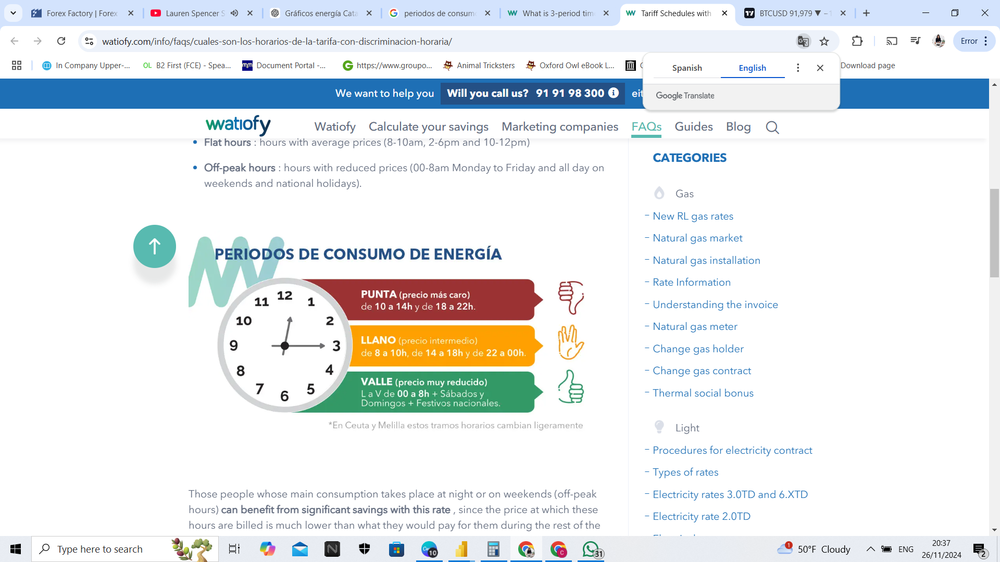 Forex Factory | Forex
Lauren Spencer S
Gráficos energía Cata
periodos de consumo
What is 3-period time
Tariff Schedules with
BTCUSD 91,979 ▼ −
watiofy.com/info/faqs/cuales-son-los-horarios-de-la-tarifa-con-discriminacion-horaria/
Error
In Company Upper-...
OL B2 First (FCE) - Spea...
Document Portal -...
https://www.groupo...
Animal Tricksters
Oxford Owl eBook L...
Download page
Spanish
English
Google Translate
We want to help you
Will you call us? 91 91 98 300
watiofy
Watiofy
Calculate your savings
Marketing companies
FAQs
Guides
Blog
• Flat hours : hours with average prices (8-10am, 2-6pm and 10-12pm)
• Off-peak hours : hours with reduced prices (00-8am Monday to Friday and all day on
weekends and national holidays).
PERIODOS DE CONSUMO DE ENERGÍA
12
1
2
3
4
5
6
7
8
9
10
11
PUNTA (precio más caro)
de 10 a 14h y de 18 a 22h.
LLANO (precio intermedio)
de 8 a 10h, de 14 a 18h y de 22 a 00h.
VALLE (precio muy reducido)
L a V de 00 a 8h + Sábados y
Domingos + Festivos nacionales.
*En Ceuta y Melilla estos tramos horarios cambian ligeramente
Those people whose main consumption takes place at night or on weekends (off-peak
hours) can benefit from significant savings with this rate , since the price at which these
hours are billed is much lower than what they would pay for them during the rest of the
CATEGORIES
Gas
– New RL gas rates
– Natural gas market
– Natural gas installation
– Rate Information
– Understanding the invoice
– Natural gas meter
– Change gas holder
– Change gas contract
– Thermal social bonus
Light
– Procedures for electricity contract
– Types of rates
– Electricity rates 3.0TD and 6.XTD
– Electricity rate 2.0TD
Type here to search
10
31
1
50°F Cloudy
ENG
20:37
26/11/2024
2